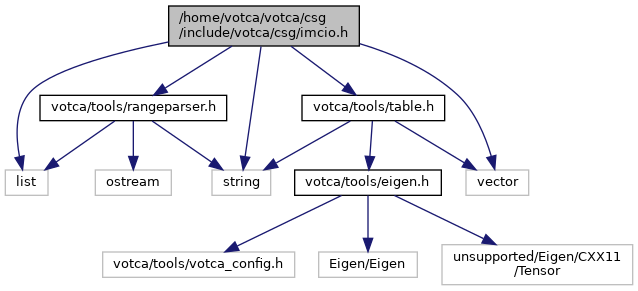 /home/votca/votca/csg
/include/votca/csg/imcio.h
votca/tools/rangeparser.h
votca/tools/table.h
list
ostream
string
votca/tools/eigen.h
vector
votca/tools/votca_config.h
Eigen/Eigen
unsupported/Eigen/CXX11
/Tensor